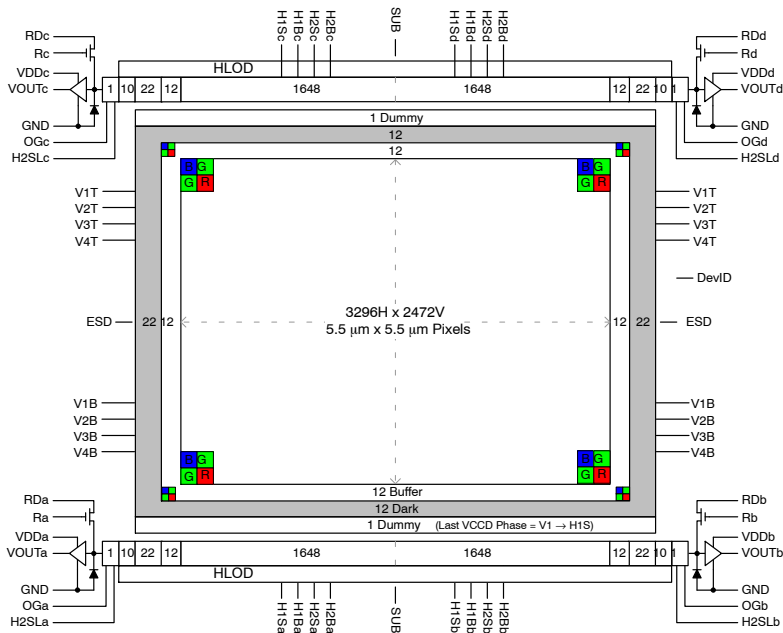 H1Sc H1Bc H2Sc H2Bc SUB H1Sd H1Bd H2Sd H2Bd
RDc RDd
Rc Rd
HLOD
VDDc VDDd
VOUTc 1 10 22 12 1648 1648 12 22 10 1 VOUTd
GND 1 Dummy GND
OGc 12 OGd
H2SLc 12 H2SLd
B G B G
G R G R
V1T V1T
V2T V2T
V3T V3T
V4T V4T
DevID
3296H x 2472V
ESD 22 12 12 22 ESD
5.5 μm x 5.5 μm Pixels
V1B V1B
V2B V2B
V3B V3B
V4B V4B
B G B G
G R G R
12 Buffer
RDa 12 Dark RDb
Ra 1 Dummy (Last VCCD Phase = V1 → H1S) Rb
VDDa VDDb
VOUTa 1 10 22 12 1648 1648 12 22 10 1 VOUTb
HLOD
GND GND
OGa OGb
H2SLa H2SLb
H1Sa H1Ba H2Sa H2Ba SUB H1Sb H1Bb H2Sb H2Bb